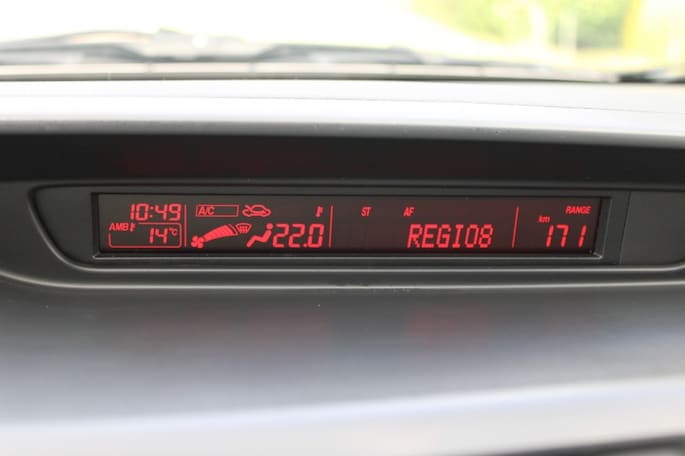 10:49 A/C ST AF RANGE
AMB 14°C 22.0 REGIO8 km 171